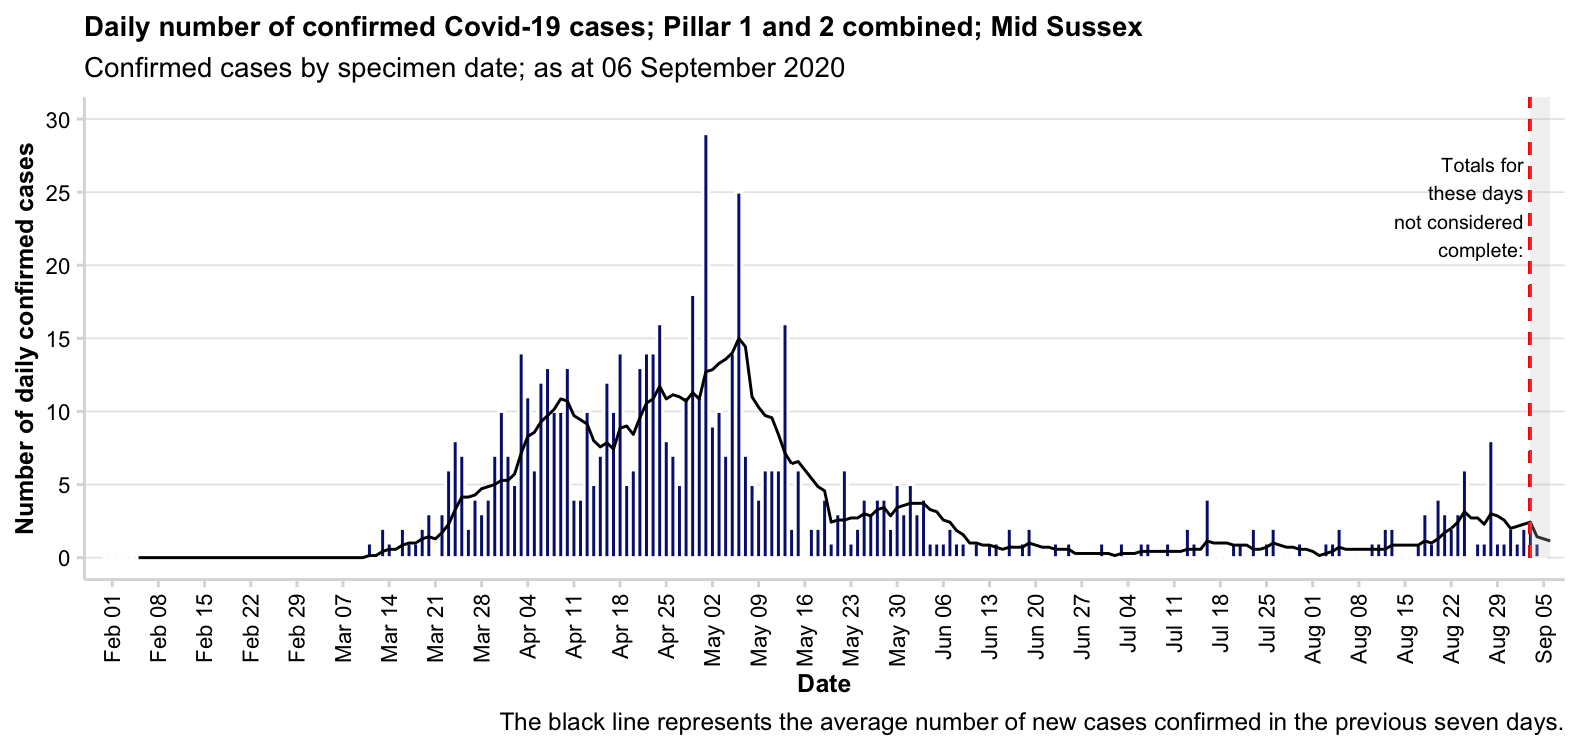 Daily number of confirmed Covid-19 cases; Pillar 1 and 2 combined; Mid Sussex
Confirmed cases by specimen date; as at 06 September 2020
Number of daily confirmed cases
30
25
20
15
10
5
0
Totals for
these days
not considered
complete:
Feb 01
Feb 08
Feb 15
Feb 22
Feb 29
Mar 07
Mar 14
Mar 21
Mar 28
Apr 04
Apr 11
Apr 18
Apr 25
May 02
May 09
May 16
May 23
May 30
Jun 06
Jun 13
Jun 20
Jun 27
Jul 04
Jul 11
Jul 18
Jul 25
Aug 01
Aug 08
Aug 15
Aug 22
Aug 29
Sep 05
Date
The black line represents the average number of new cases confirmed in the previous seven days.